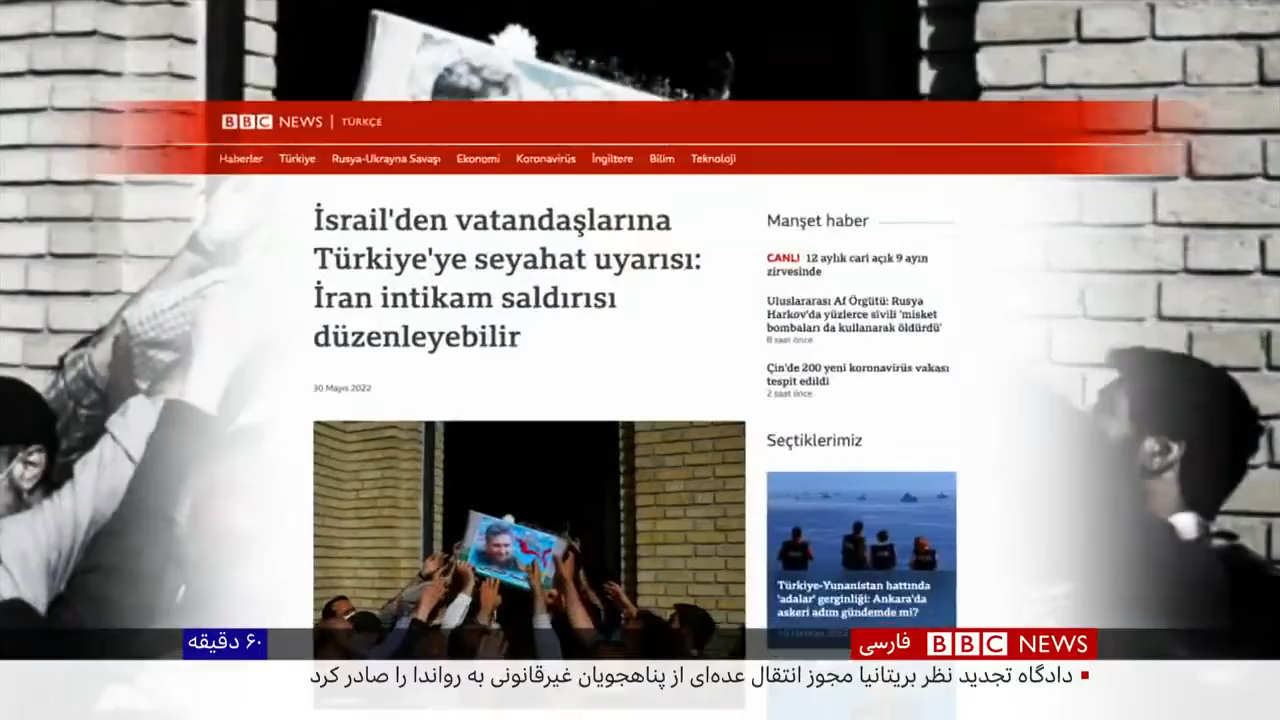 BBC NEWS | TÜRKÇE
Haberler Türkiye Rusya-Ukrayna Savaşı Ekonomi Koronavirüs İngiltere Bilim Teknoloji
İsrail'den vatandaşlarına
Türkiye'ye seyahat uyarısı:
İran intikam saldırısı
düzenleyebilir
30 Mayıs 2022
Manşet haber
CANLI 12 aylık cari açık 9 ayın
zirvesinde
Uluslararası Af Örgütü: Rusya
Harkov'da yüzlerce sivili 'misket
bombaları da kullanarak öldürdü'
8 saat önce
Çin'de 200 yeni koronavirüs vakası
tespit edildi
2 saat önce
Seçtiklerimiz
Türkiye-Yunanistan hattında
'adalar' gerginliği: Ankara'da
askeri adım gündemde mi?
۶۰ دقیقه
BBC NEWS فارسی
دادگاه تجدید نظر بریتانیا مجوز انتقال عده‌ای از پناهجویان غیرقانونی به رواندا را صادر کرد